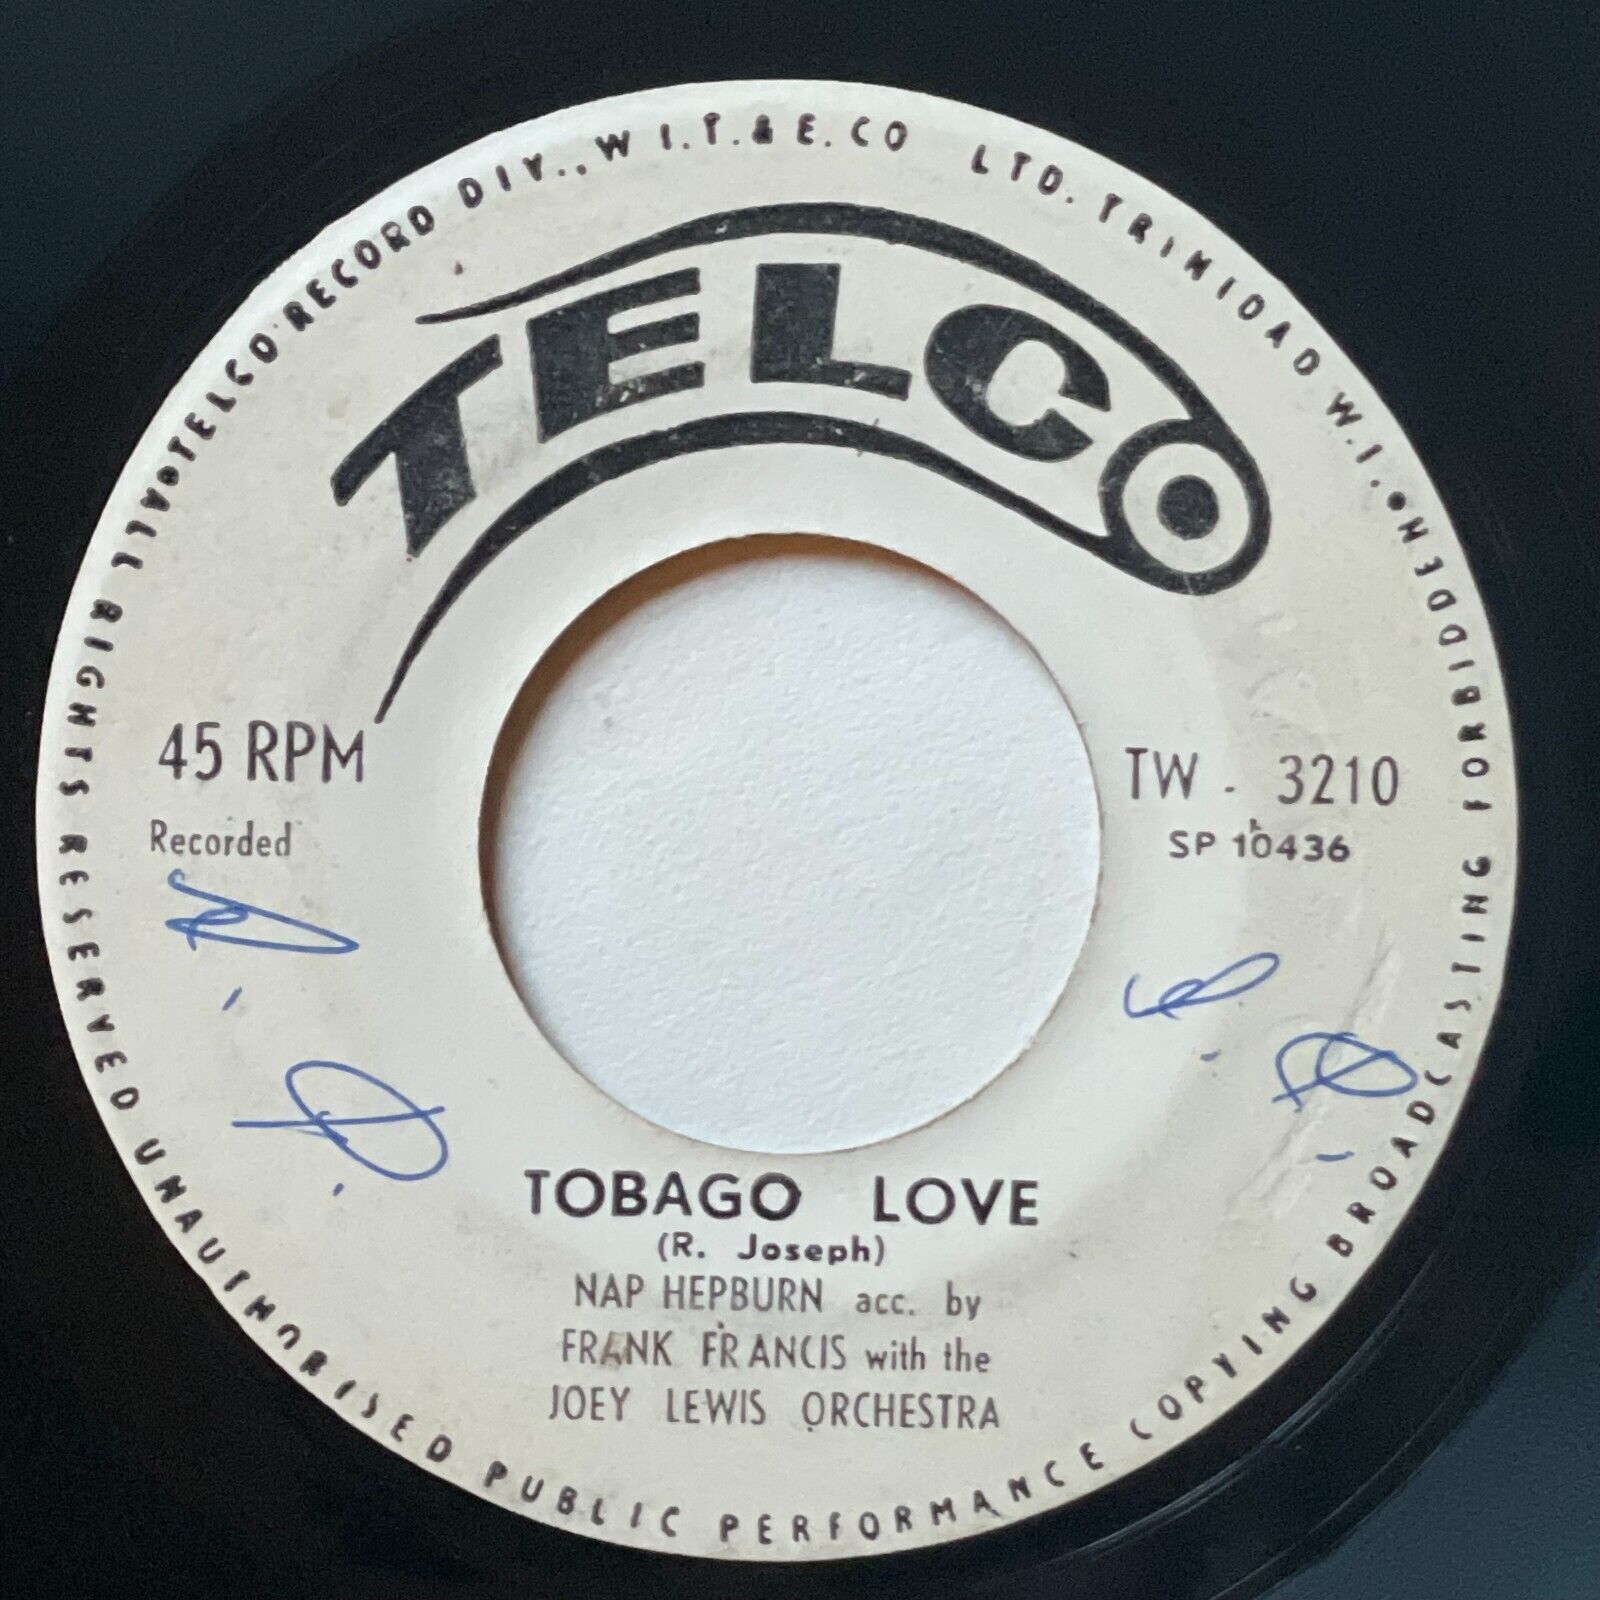 TELCO RECORD DIV., W I.T. & E. CO LTD. TRINIDAD W.I. • FORBIDDEN
TELCO
45 RPM
Recorded
TW - 3210
SP 10436
TOBAGO LOVE
(R. Joseph)
NAP HEPBURN acc. by
FRANK FRANCIS with the
JOEY LEWIS ORCHESTRA
ALL RIGHTS RESERVED UNAUTHORISED PUBLIC PERFORMANCE COPYING BROADCASTING